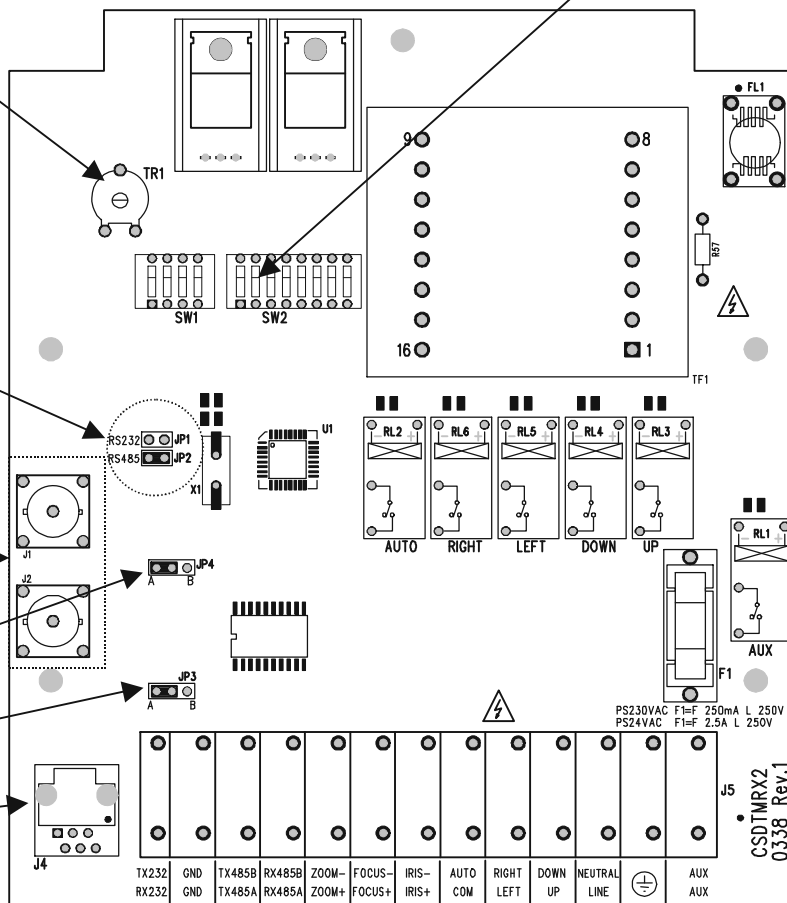 FL1
TR1
9
8
R57
SW1 SW2
16
1
TF1
RS232 JP1
RS485 JP2
X1
U1
- RL2 +
- RL6 +
- RL5 +
- RL4 +
- RL3 +
AUTO RIGHT LEFT DOWN UP
- RL1 +
AUX
J1
J2
JP4
A B
JP3
A B
F1
PS230VAC F1=F 250mA L 250V
PS24VAC F1=F 2.5A L 250V
J5
CSDTMRX2
0338 Rev.1
J4
TX232 GND TX485B RX485B ZOOM- FOCUS- IRIS- AUTO RIGHT DOWN NEUTRAL AUX
RX232 GND TX485A RX485A ZOOM+ FOCUS+ IRIS+ COM LEFT UP LINE AUX